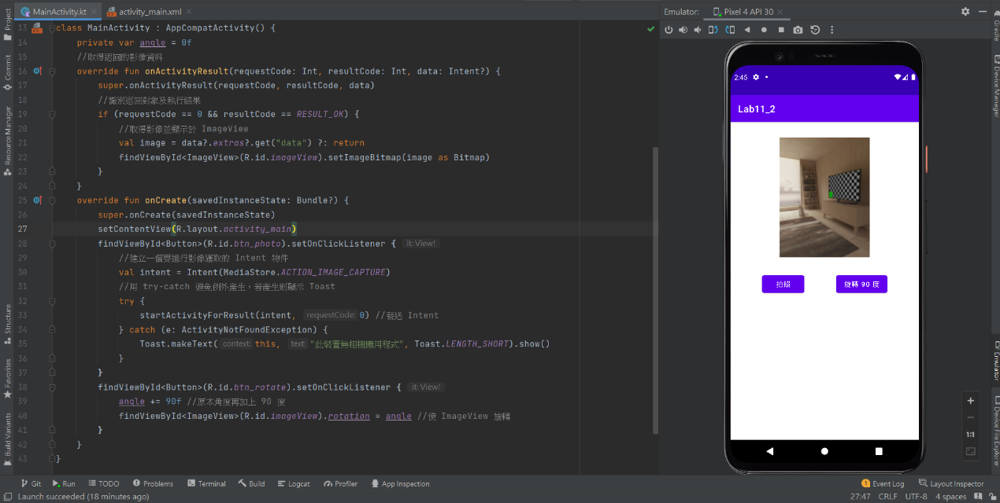 MainActivity.kt
activity_main.xml
Emulator:
Pixel 4 API 30
Project
Commit
Resource Manager
Structure
Favorites
Build Variants
13 class MainActivity : AppCompatActivity() {
14 private var angle = 0f
15 //取得返回的影像資料
16 override fun onActivityResult(requestCode: Int, resultCode: Int, data: Intent?) {
17 super.onActivityResult(requestCode, resultCode, data)
18 //識別返回對象及執行結果
19 if (requestCode == 0 && resultCode == RESULT_OK) {
20 //取得影像並顯示於 ImageView
21 val image = data?.extras?.get("data") ?: return
22 findViewById<ImageView>(R.id.imageView).setImageBitmap(image as Bitmap)
23 }
24 }
25 override fun onCreate(savedInstanceState: Bundle?) {
26 super.onCreate(savedInstanceState)
27 setContentView(R.layout.activity_main)
28 findViewById<Button>(R.id.btn_photo).setOnClickListener { it: View!
29 //建立一個要進行影像獲取的 Intent 物件
30 val intent = Intent(MediaStore.ACTION_IMAGE_CAPTURE)
31 //用 try-catch 避免例外產生，若產生則顯示 Toast
32 try {
33 startActivityForResult(intent, requestCode: 0) //發送 Intent
34 } catch (e: ActivityNotFoundException) {
35 Toast.makeText( context: this, text: "此裝置無相機應用程式", Toast.LENGTH_SHORT).show()
36 }
37 }
38 findViewById<Button>(R.id.btn_rotate).setOnClickListener { it: View!
39 angle += 90f //原本角度再加上 90 度
40 findViewById<ImageView>(R.id.imageView).rotation = angle //使 ImageView 旋轉
41 }
42 }
43 }
2:45
Lab11_2
拍照
旋轉 90 度
1:1
Gradle
Device Manager
Emulator
Device File Explorer
Git
Run
TODO
Problems
Terminal
Build
Logcat
Profiler
App Inspection
1 Event Log
Layout Inspector
Launch succeeded (18 minutes ago)
27:47 CRLF UTF-8 4 spaces